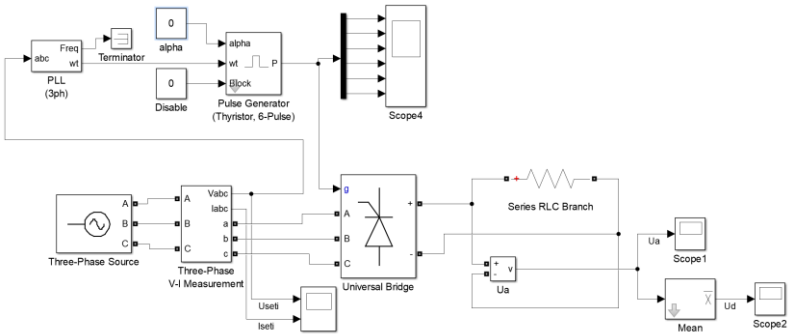 0
alpha
Freq
wt
abc
PLL
(3ph)
Terminator
alpha
wt
Block
P
0
Disable
Pulse Generator
(Thyristor, 6-Pulse)
Scope4
A
B
C
Three-Phase Source
A
B
C
Vabc
Iabc
a
b
c
Three-Phase
V-I Measurement
Useti
Iseti
g
A
B
C
+
-
Universal Bridge
+
Series RLC Branch
+
-
v
Ua
Ua
Scope1
X
Mean
Ud
Scope2